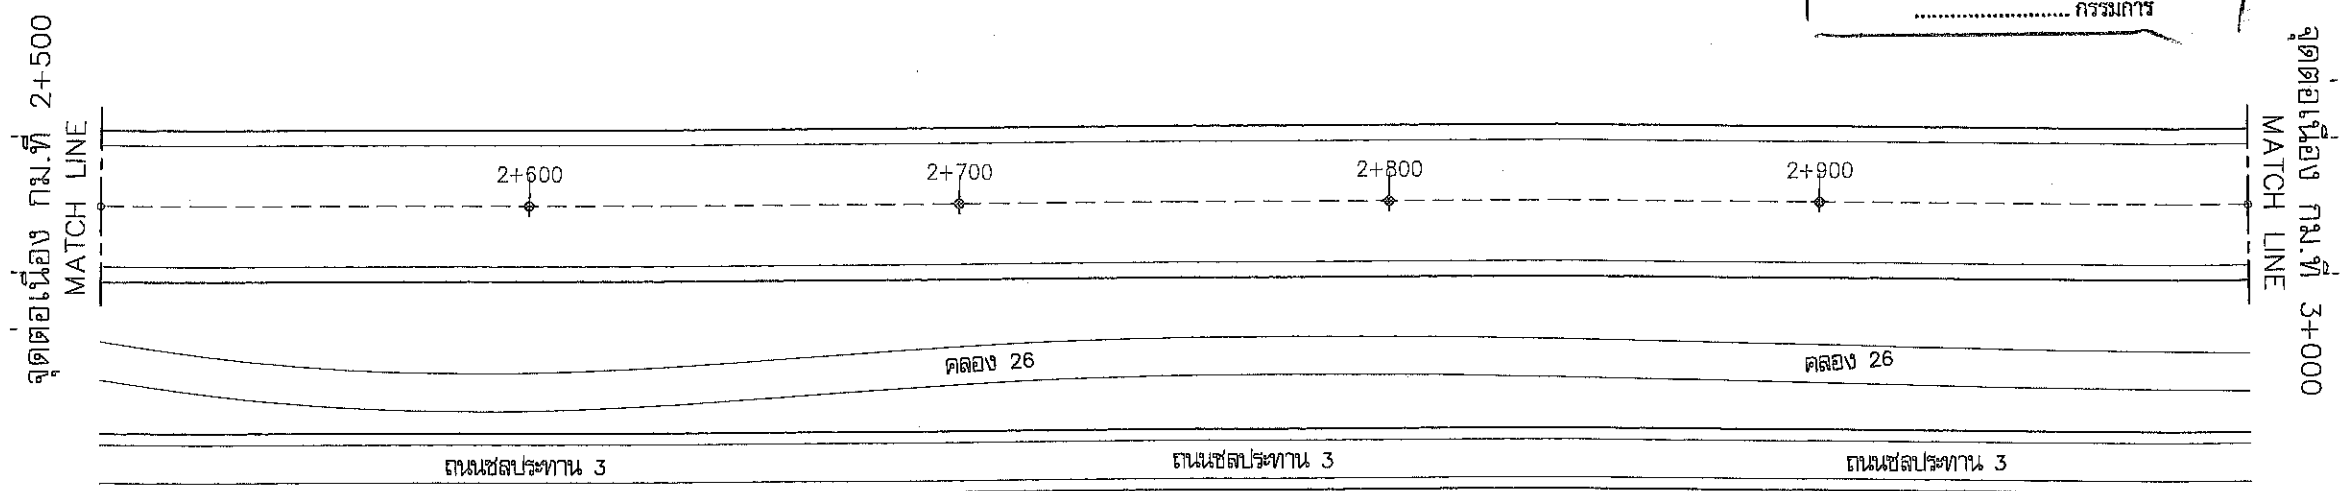 .......................... กรรมการ
จุดต่อเนื่อง กม.ที่ 2+500
MATCH LINE
2+600
2+700
2+800
2+900
MATCH LINE
จุดต่อเนื่อง กม.ที่ 3+000
คลอง 26
คลอง 26
ถนนชลประทาน 3
ถนนชลประทาน 3
ถนนชลประทาน 3